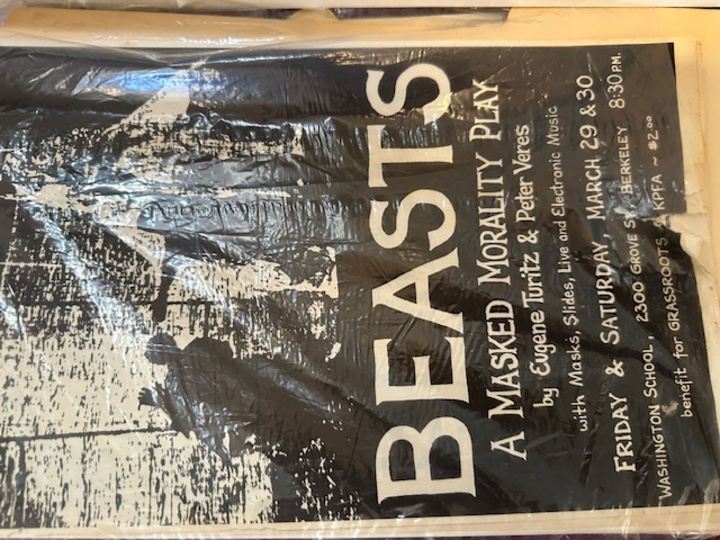 BEASTS
A MASKED MORALITY PLAY
by Eugene Turitz & Peter Veres
with Masks, Slides, Live and Electronic Music
FRIDAY & SATURDAY, MARCH 29 & 30
WASHINGTON SCHOOL, 2300 GROVE ST. BERKELEY 8:30 P.M.
benefit for GRASSROOTS KPFA ~ $2.00